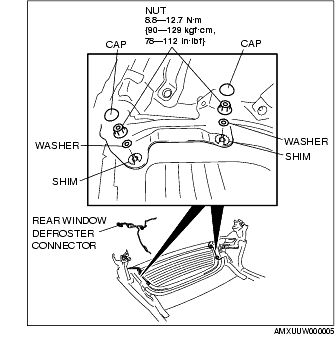 NUT
8.8—12.7 N·m
{90—129 kgf·cm,
78—112 in·lbf}
CAP
CAP
WASHER
WASHER
SHIM
SHIM
REAR WINDOW
DEFROSTER
CONNECTOR
AMXUUW000005